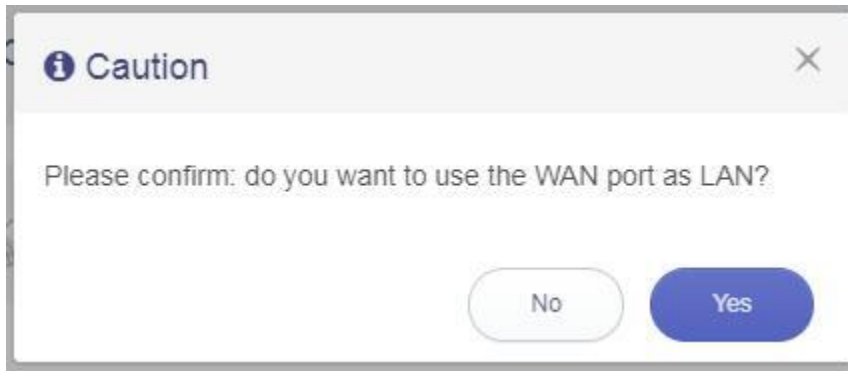 Caution
Please confirm: do you want to use the WAN port as LAN?
No
Yes